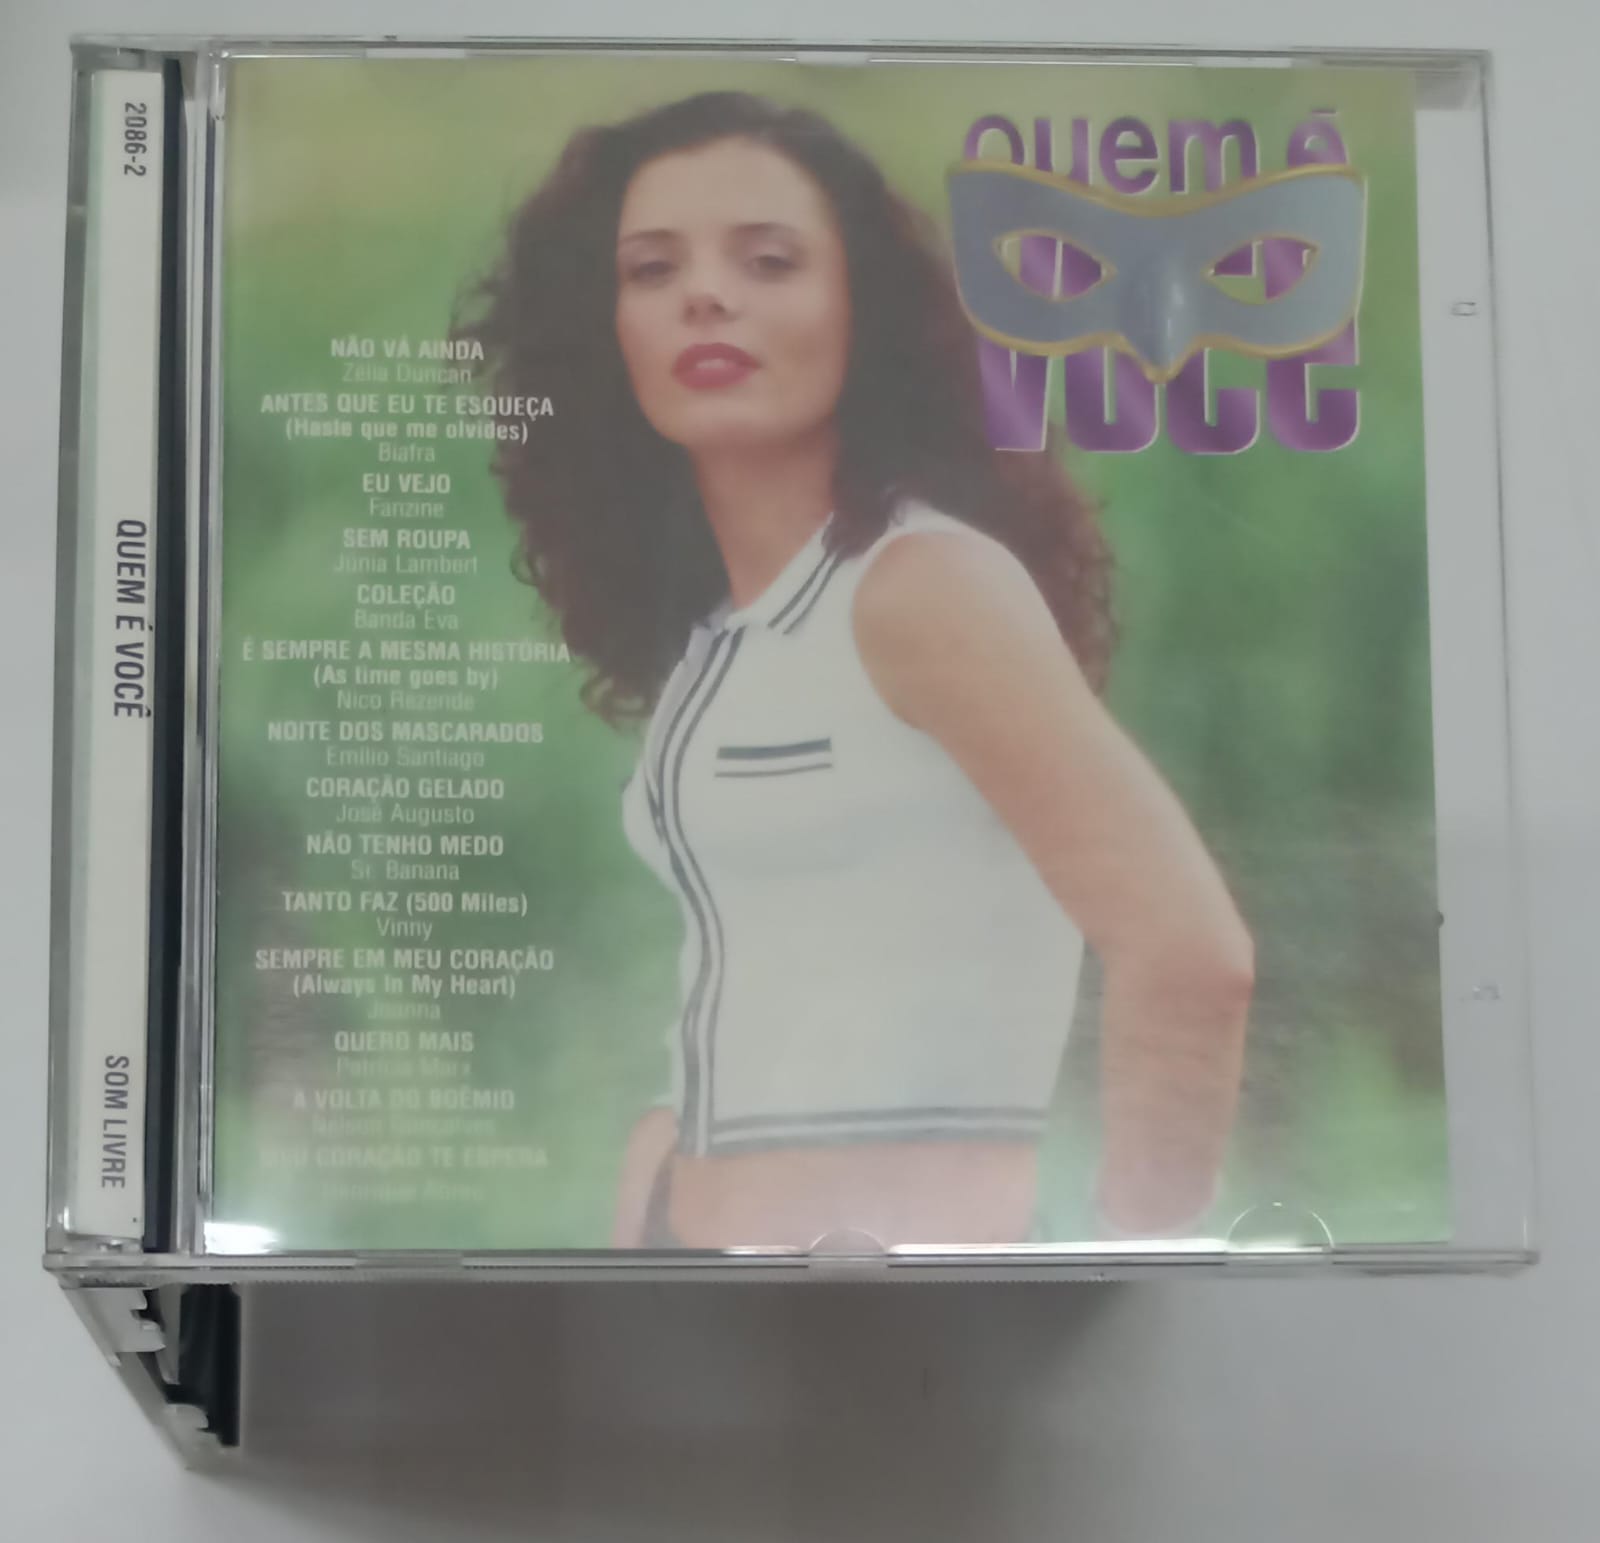 2086-2
QUEM É VOCÊ
SOM LIVRE
quem é
VOCÊ
NÃO VÁ AINDA
Zélia Duncan
ANTES QUE EU TE ESQUEÇA
(Haste que me olvides)
Biafra
EU VEJO
Fanzine
SEM ROUPA
Júnia Lambert
COLEÇÃO
Banda Eva
É SEMPRE A MESMA HISTÓRIA
(As time goes by)
Nico Rezende
NOITE DOS MASCARADOS
Emílio Santiago
CORAÇÃO GELADO
José Augusto
NÃO TENHO MEDO
Sr. Banana
TANTO FAZ (500 Miles)
Vinny
SEMPRE EM MEU CORAÇÃO
(Always In My Heart)
Joanna
QUERO MAIS
Patrícia Marx
A VOLTA DO BOÊMIO
Nelson Gonçalves
MEU CORAÇÃO TE ESPERA